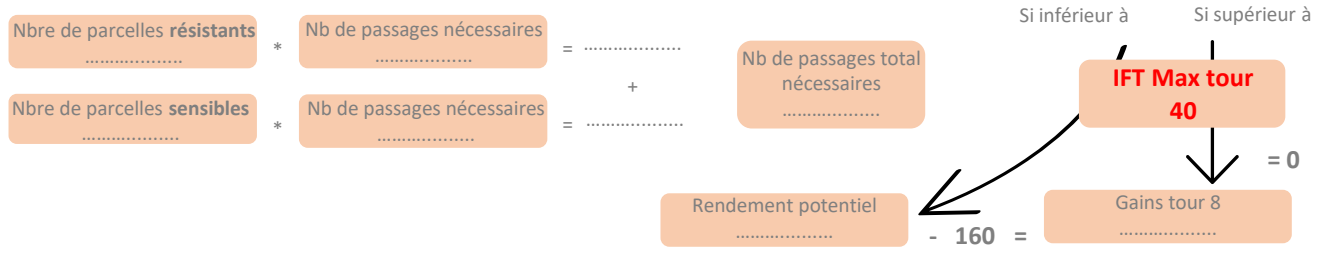 Nbre de parcelles résistants
...................
*
Nb de passages nécessaires
...................
= ...................
+
Nbre de parcelles sensibles
...................
*
Nb de passages nécessaires
...................
= ...................
Nb de passages total
nécessaires
...................
Si inférieur à
Si supérieur à
IFT Max tour
40
= 0
Rendement potentiel
...................
- 160 =
Gains tour 8
...................